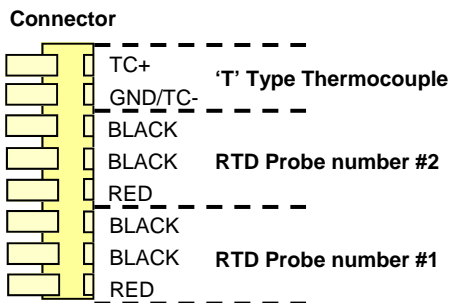 Connector
TC+
‘T’ Type Thermocouple
GND/TC-
BLACK
BLACK RTD Probe number #2
RED
BLACK
BLACK RTD Probe number #1
RED